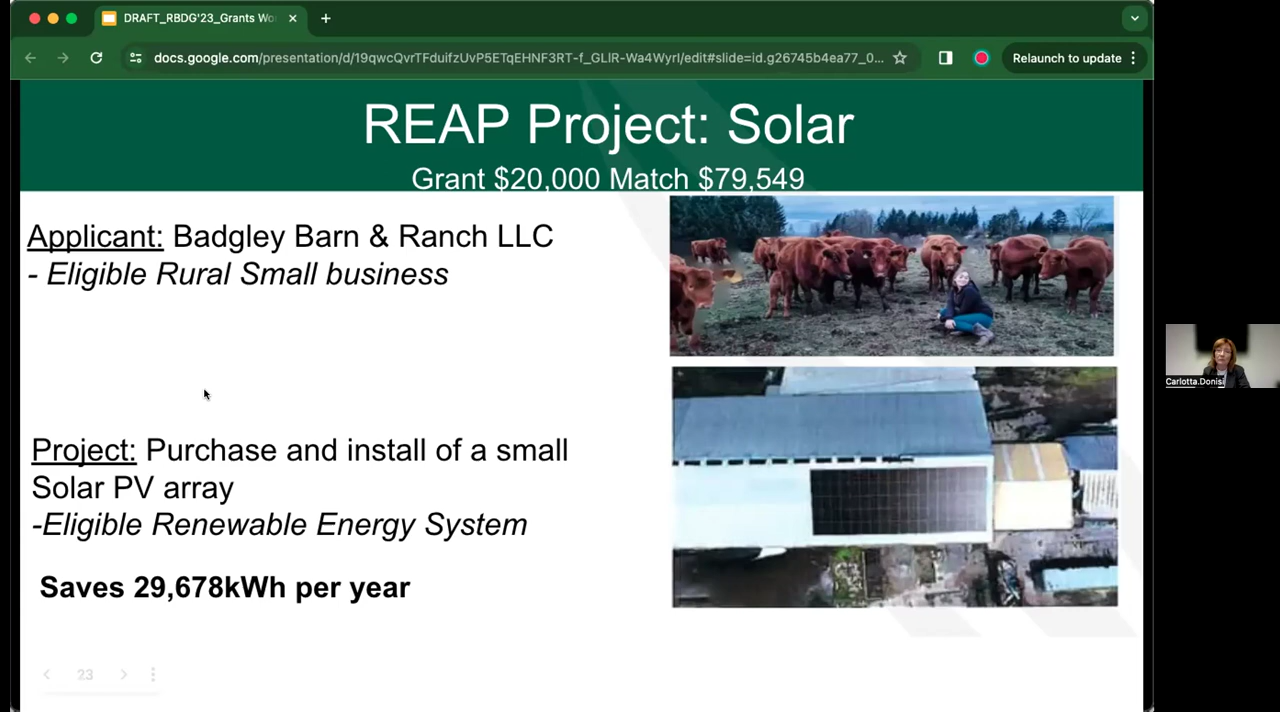 DRAFT_RBDG'23_Grants Wo
docs.google.com/presentation/d/19qwcQvrTFduifzUvP5ETqEHNF3RT-f_GLlR-Wa4WyrI/edit#slide=id.g26745b4ea77_0...
Relaunch to update
REAP Project: Solar
Grant $20,000 Match $79,549
Applicant: Badgley Barn & Ranch LLC
- Eligible Rural Small business
Project: Purchase and install of a small
Solar PV array
-Eligible Renewable Energy System
Saves 29,678kWh per year
23
Carlotta.Donisi